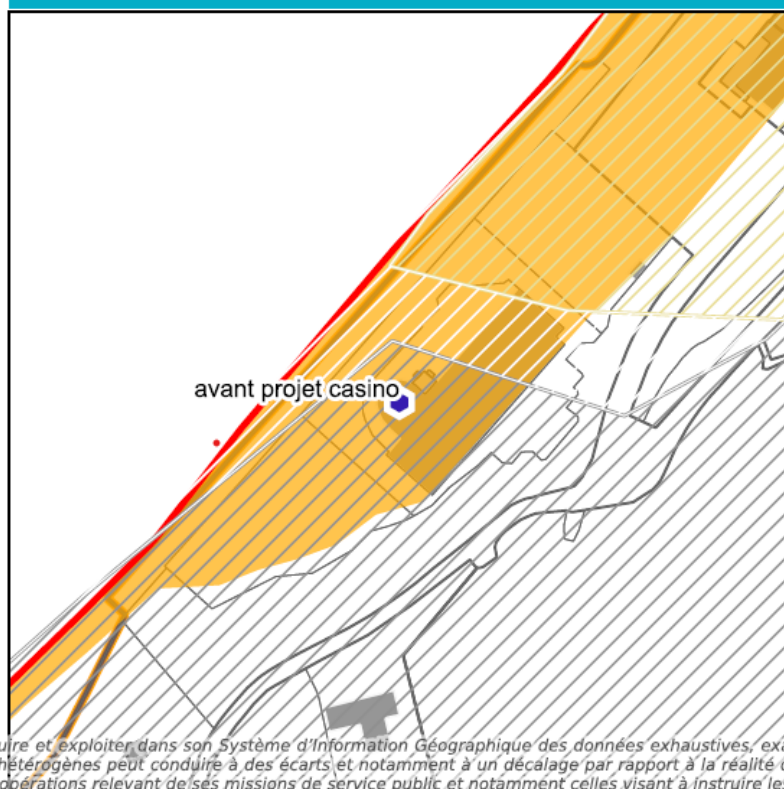 avant projet casino
uire et exploiter dans son Système d'Information Géographique des données exhaustives, exa
hétérogènes peut conduire à des écarts et notamment à un décalage par rapport à la réalité d
opérations relevant de ses missions de service public et notamment celles visant à instruire les